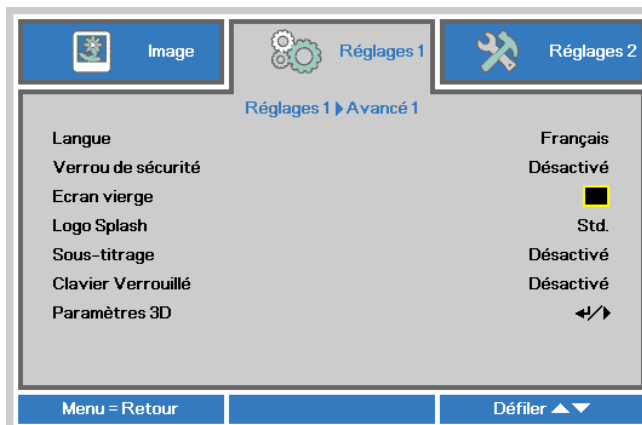 Image
Réglages 1
Réglages 2
Réglages 1 Avancé 1
Langue Français
Verrou de sécurité Désactivé
Ecran vierge
Logo Splash Std.
Sous-titrage Désactivé
Clavier Verrouillé Désactivé
Paramètres 3D
Menu = Retour
Défiler